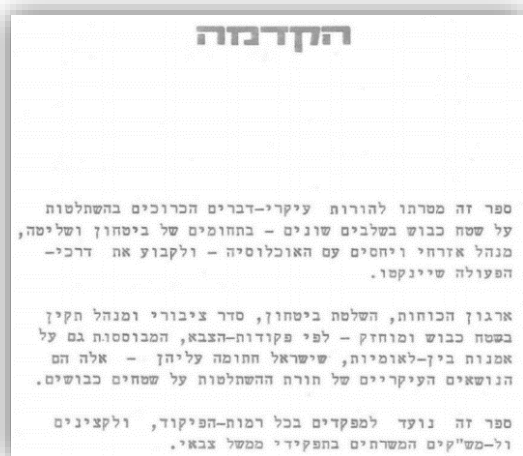 הקדמה
ספר זה מטרתו להורות עיקרי-דברים הכרוכים בהשתלטות
על שטח כבוש בשלבים שונים - בתחומים של ביטחון ושליטה,
מנהל אזרחי ויחסים עם האוכלוסיה - ולקבוע את דרכי-
הפעולה שיינקטו.
ארגון הכוחות, השלטת ביטחון, סדר ציבורי ומנהל תקין
בשטח כבוש ומוחזק - לפי פקודות-הצבא, המבוססות גם על
אמנות בין-לאומיות, שישראל חתומה עליהן - אלה הם
הנושאים העיקריים של תורת ההשתלטות על שטחים כבושים.
ספר זה נועד למפקדים בכל רמות-הפיקוד, ולקצינים
ול-מש"קים המשרתים בתפקידי ממשל צבאי.